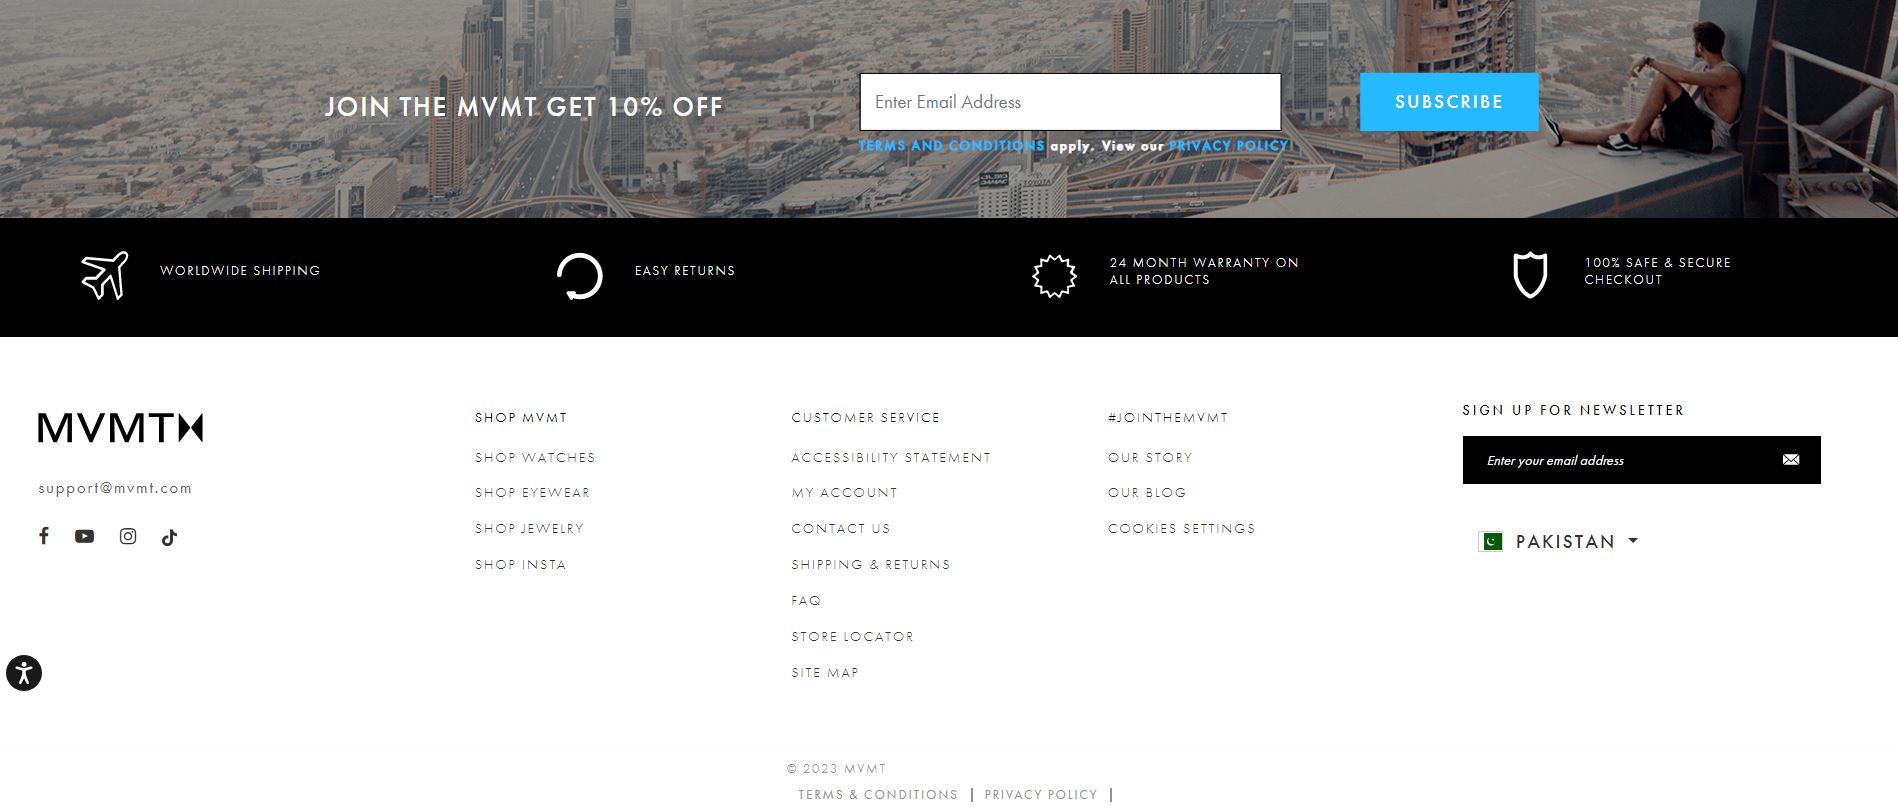 JOIN THE MVMT GET 10% OFF
Enter Email Address
SUBSCRIBE
TERMS AND CONDITIONS apply. View our PRIVACY POLICY
DAMAC
TOYOTA
WORLDWIDE SHIPPING
EASY RETURNS
24 MONTH WARRANTY ON
ALL PRODUCTS
100% SAFE & SECURE
CHECKOUT
MVMT
support@mvmt.com
SHOP MVMT
SHOP WATCHES
SHOP EYEWEAR
SHOP JEWELRY
SHOP INSTA
CUSTOMER SERVICE
ACCESSIBILITY STATEMENT
MY ACCOUNT
CONTACT US
SHIPPING & RETURNS
FAQ
STORE LOCATOR
SITE MAP
#JOINTHEMVMT
OUR STORY
OUR BLOG
COOKIES SETTINGS
SIGN UP FOR NEWSLETTER
Enter your email address
PAKISTAN
© 2023 MVMT
TERMS & CONDITIONS | PRIVACY POLICY |